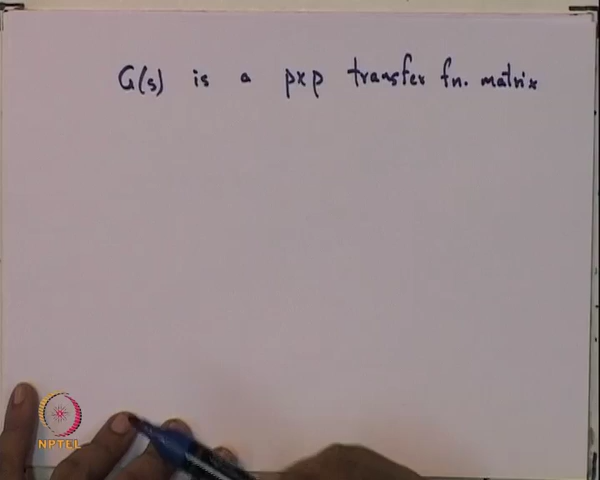 G(s) is a pxp transfer fn. matrix
NPTEL